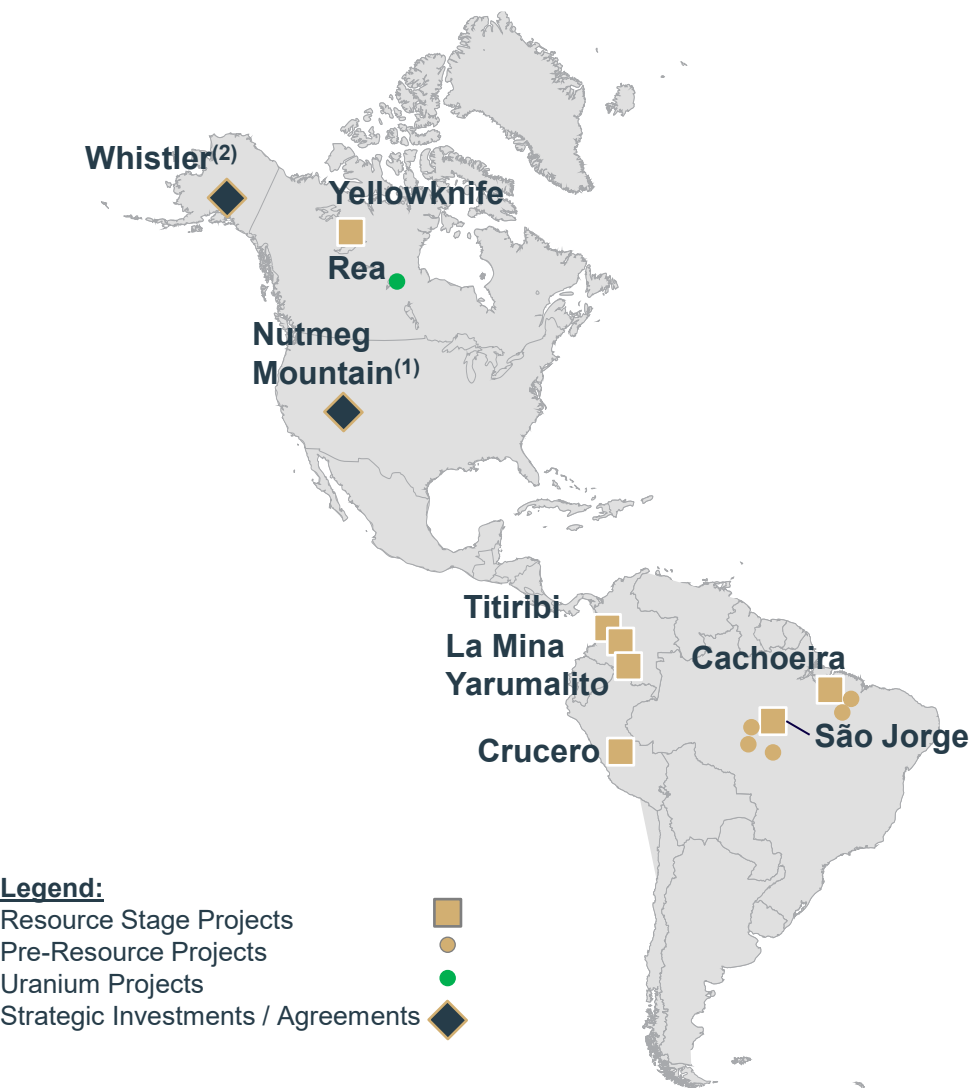 Whistler(2)
Yellowknife
Rea
Nutmeg
Mountain(1)
Titiribi
La Mina
Yarumalito
Cachoeira
São Jorge
Crucero
Legend:
Resource Stage Projects
Pre-Resource Projects
Uranium Projects
Strategic Investments / Agreements